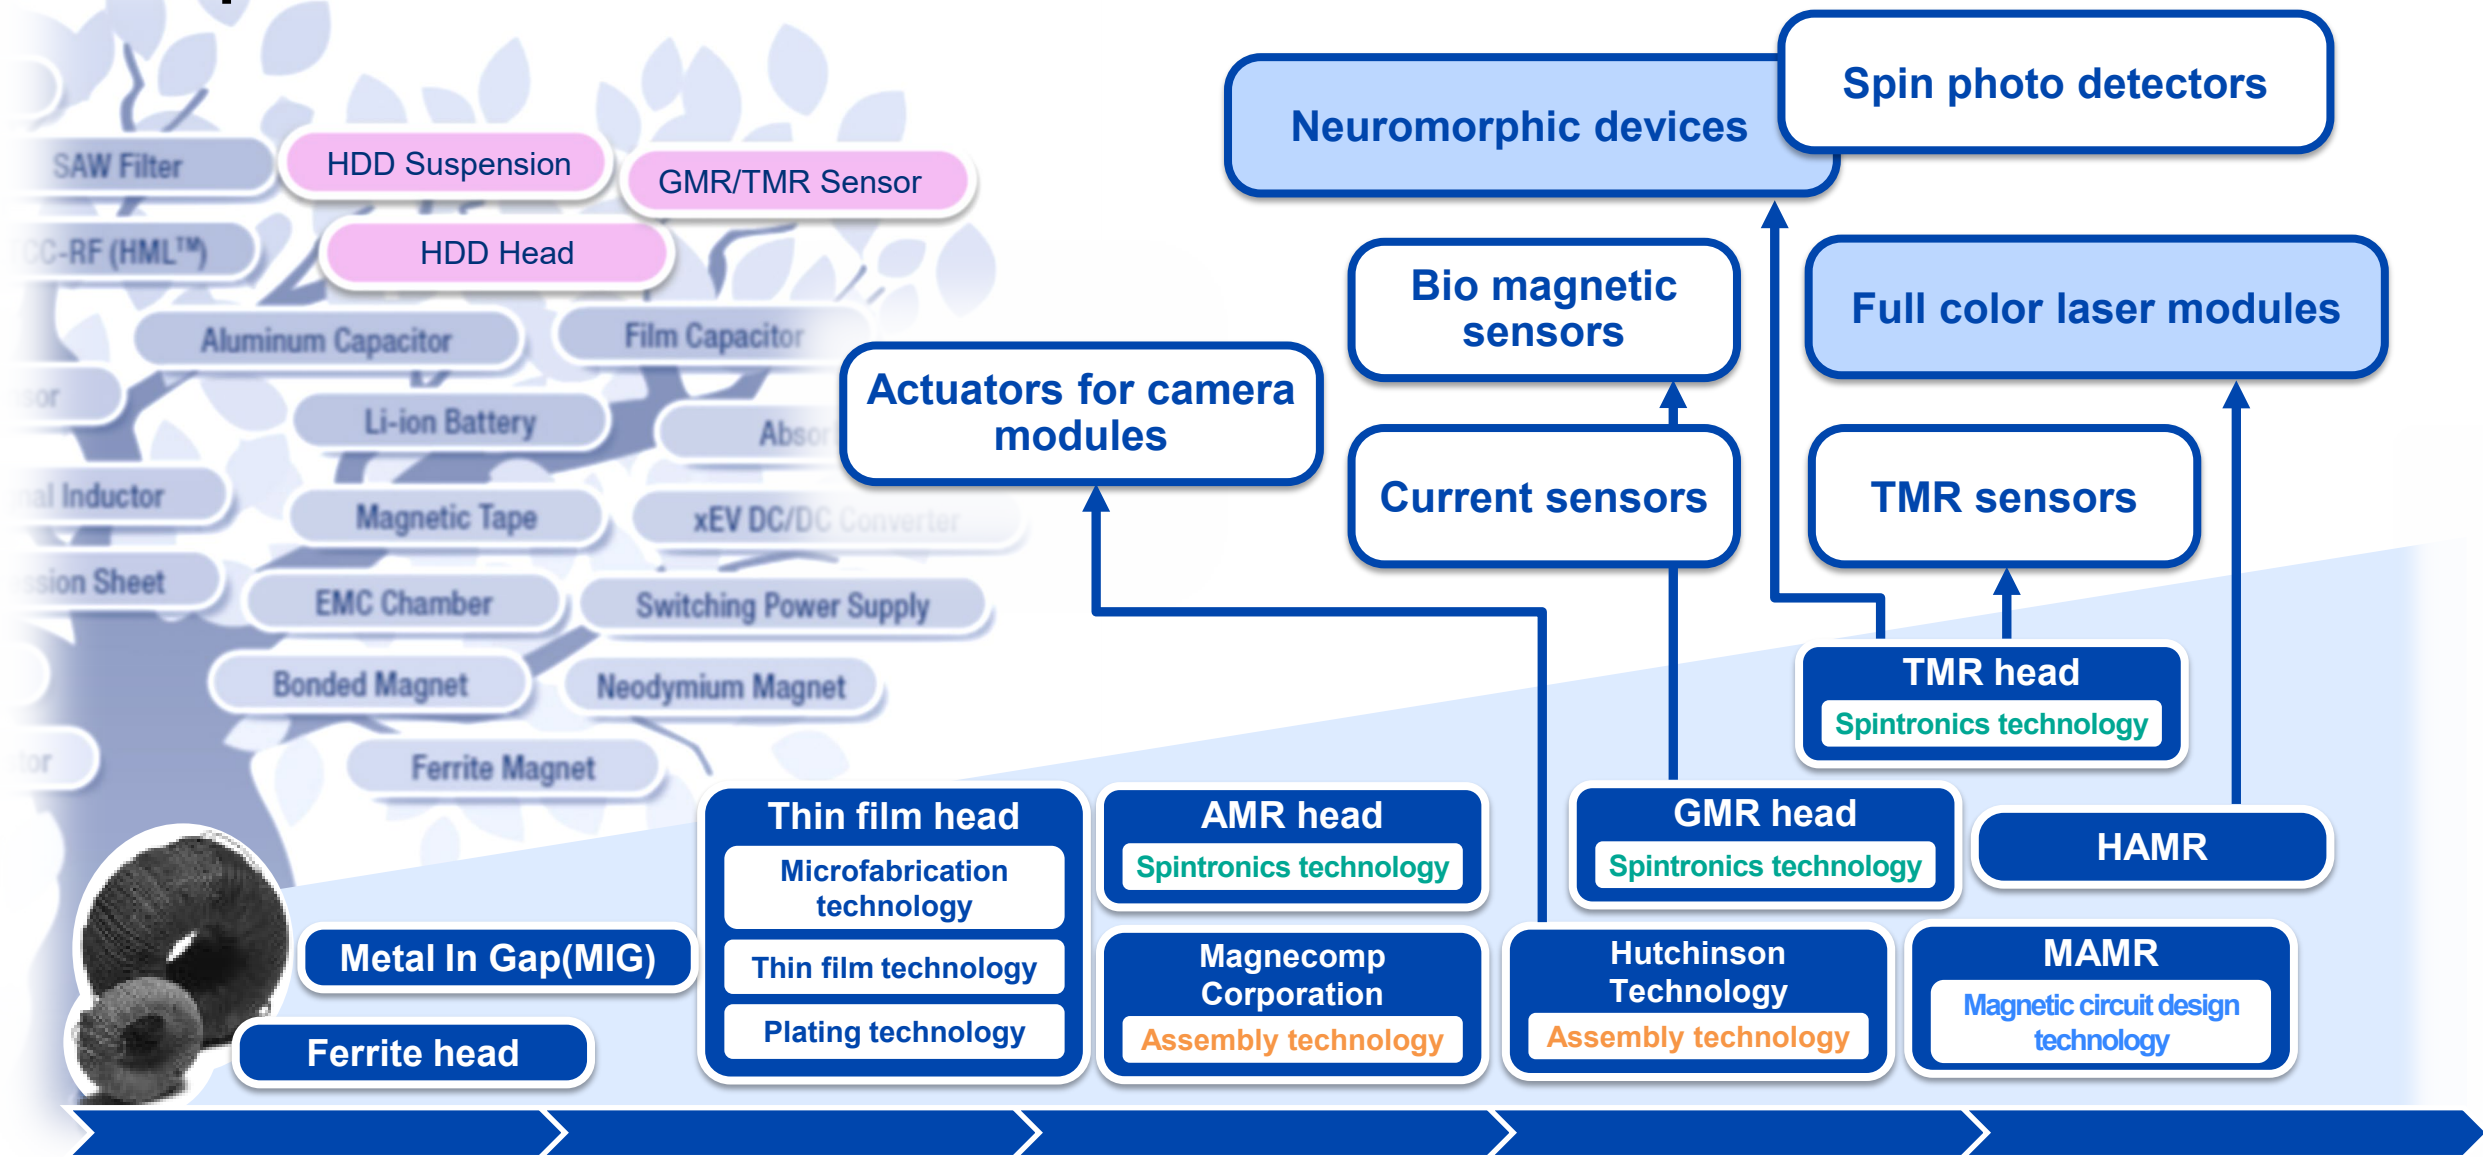 SAW Filter
HDD Suspension
GMR/TMR Sensor
CC-RF (HML™)
HDD Head
Aluminum Capacitor
Film Capacitor
Li-ion Battery
Inductor
Magnetic Tape
xEV DC/DC Converter
Sheet
EMC Chamber
Switching Power Supply
Bonded Magnet
Neodymium Magnet
Ferrite Magnet
Neuromorphic devices
Spin photo detectors
Bio magnetic
sensors
Full color laser modules
Actuators for camera
modules
Current sensors
TMR sensors
TMR head
Spintronics technology
Thin film head
Microfabrication
technology
Thin film technology
Plating technology
AMR head
Spintronics technology
GMR head
Spintronics technology
HAMR
Metal In Gap(MIG)
Ferrite head
Magnecomp
Corporation
Assembly technology
Hutchinson
Technology
Assembly technology
MAMR
Magnetic circuit design
technology